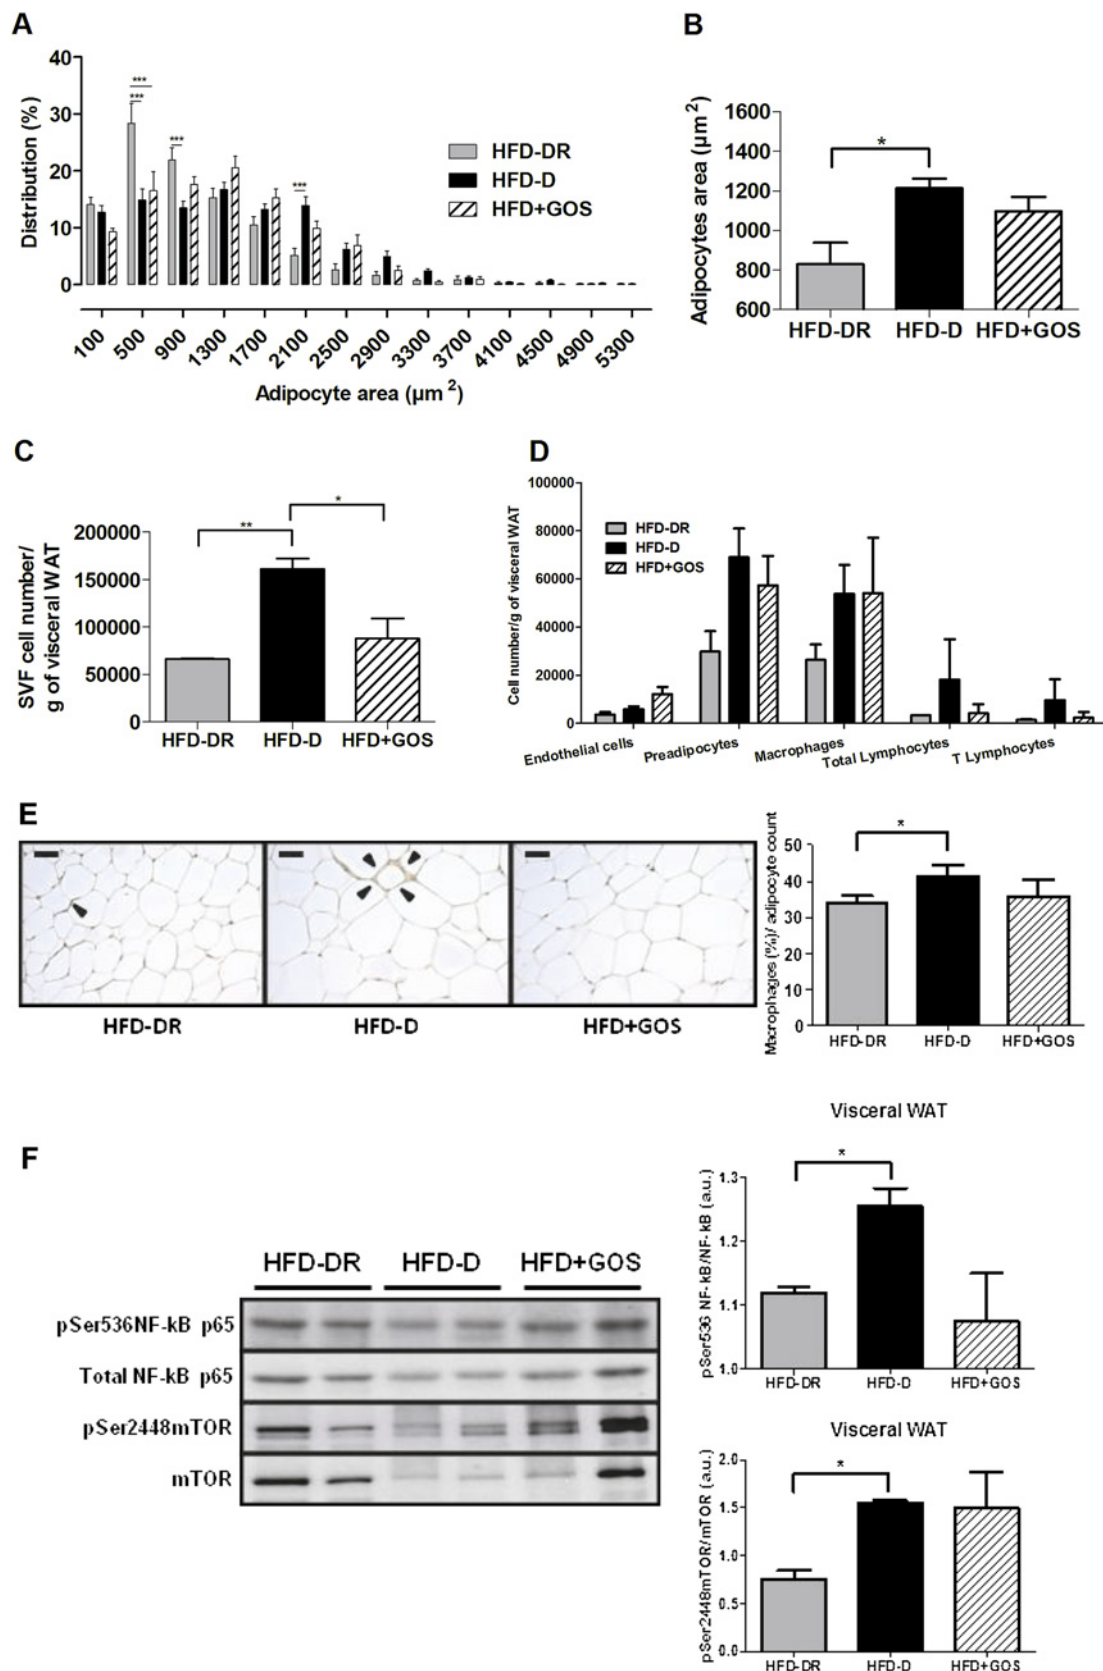 A
40
30
20
10
0
Distribution (%)
***
***
***
***
HFD-DR
HFD-D
HFD+GOS
100 500 900 1300 1700 2100 2500 2900 3300 3700 4100 4500 4900 5300
Adipocyte area (µm²)
B
1600
1400
1200
1000
800
600
Adipocytes area (µm²)
*
HFD-DR HFD-D HFD+GOS
C
200000
150000
100000
50000
0
SVF cell number/
g of visceral WAT
**
*
HFD-DR HFD-D HFD+GOS
D
100000
80000
60000
40000
20000
0
Cell number/g of visceral WAT
HFD-DR
HFD-D
HFD+GOS
Endothelial cells Preadipocytes Macrophages Total Lymphocytes T Lymphocytes
E
HFD-DR HFD-D HFD+GOS
50
40
30
20
10
0
Macrophages (%)/ adipocyte count
*
HFD-DR HFD-D HFD+GOS
F
HFD-DR HFD-D HFD+GOS
pSer536NF-kB p65
Total NF-kB p65
pSer2448mTOR
mTOR
Visceral WAT
1.3
1.2
1.1
1.0
pSer536 NF-kB/NF-kB (a.u.)
*
HFD-DR HFD-D HFD+GOS
Visceral WAT
2.0
1.5
1.0
0.5
0.0
pSer2448mTOR/mTOR (a.u.)
*
HFD-DR HFD-D HFD+GOS